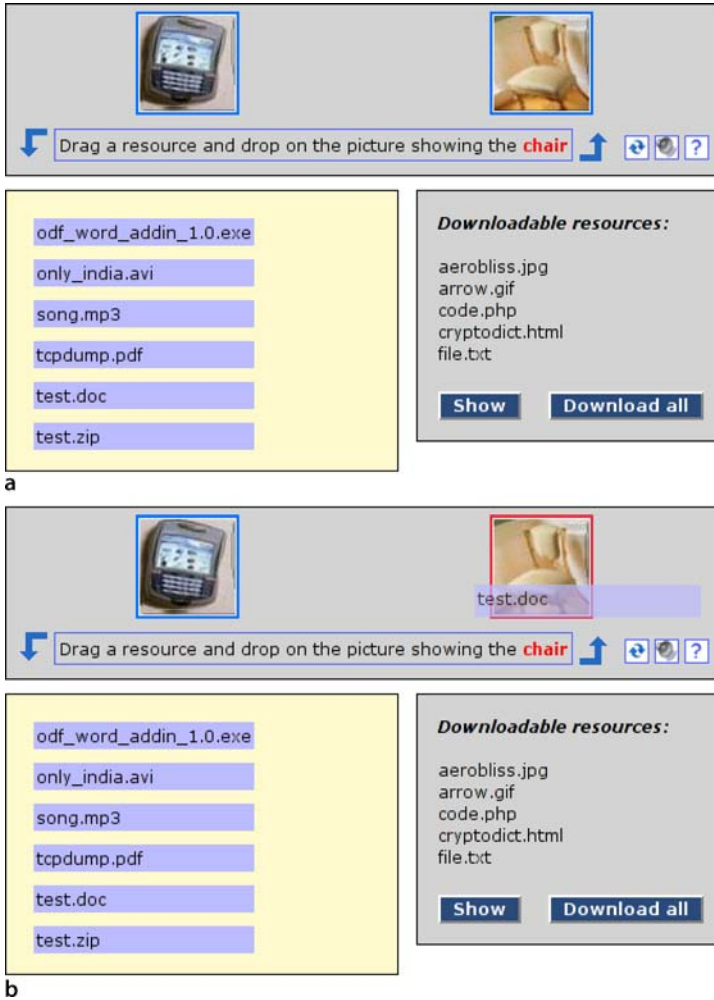 Drag a resource and drop on the picture showing the chair
?
odf_word_addin_1.0.exe
only_india.avi
song.mp3
tcpdump.pdf
test.doc
test.zip
Downloadable resources:
aerobliss.jpg
arrow.gif
code.php
cryptodict.html
file.txt
Show
Download all
a
test.doc
Drag a resource and drop on the picture showing the chair
?
odf_word_addin_1.0.exe
only_india.avi
song.mp3
tcpdump.pdf
test.doc
test.zip
Downloadable resources:
aerobliss.jpg
arrow.gif
code.php
cryptodict.html
file.txt
Show
Download all
b